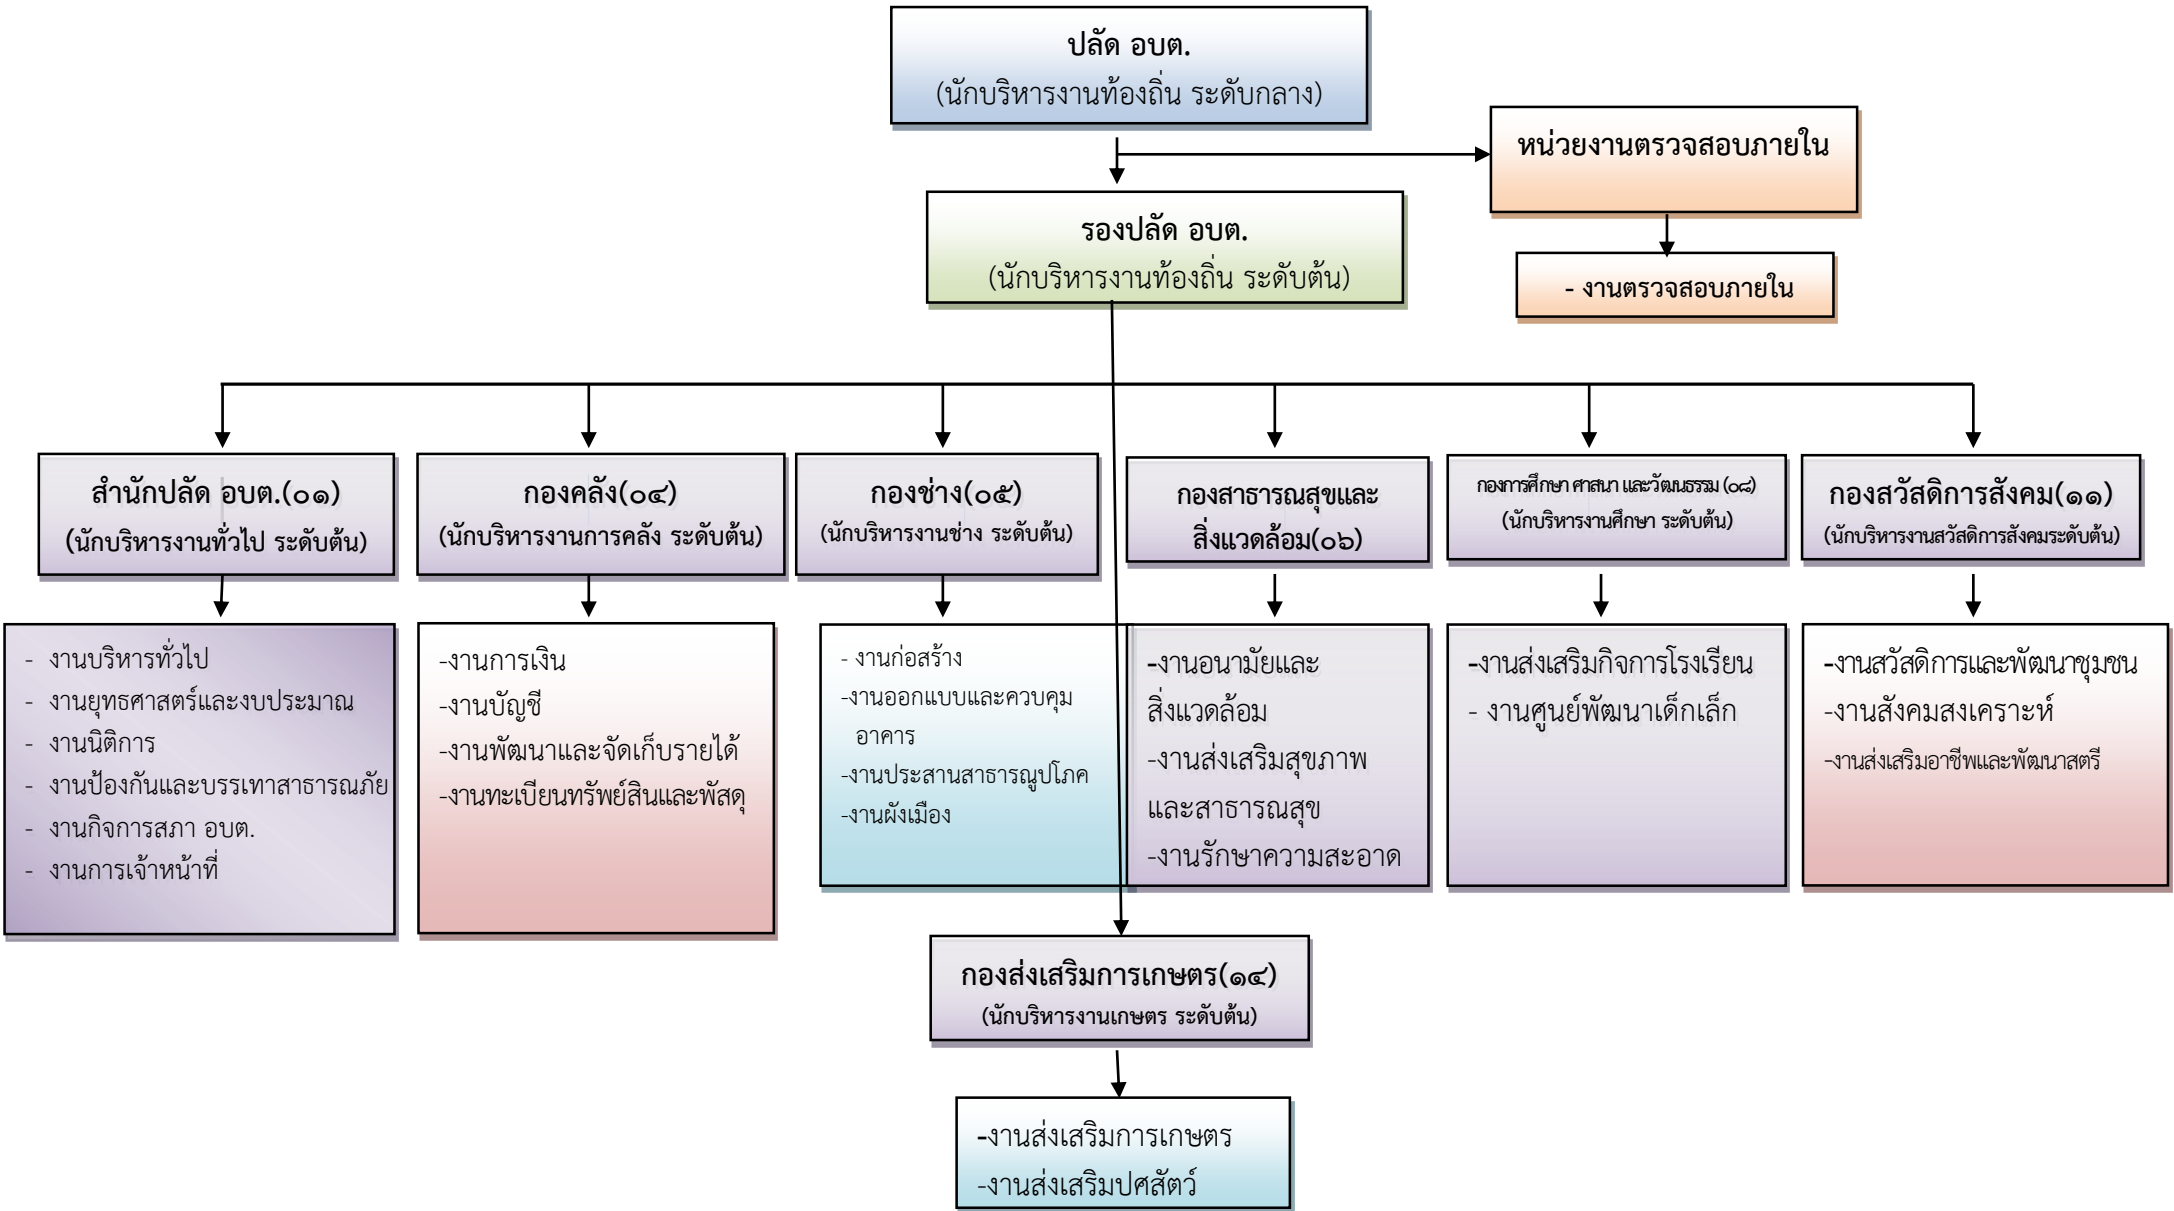 ปลัด อบต.
(นักบริหารงานท้องถิ่น ระดับกลาง)
หน่วยงานตรวจสอบภายใน
รองปลัด อบต.
(นักบริหารงานท้องถิ่น ระดับต้น)
- งานตรวจสอบภายใน
สำนักปลัด อบต.(๐๑)
(นักบริหารงานทั่วไป ระดับต้น)
กองคลัง(๐๔)
(นักบริหารงานการคลัง ระดับต้น)
กองช่าง(๐๕)
(นักบริหารงานช่าง ระดับต้น)
กองสาธารณสุขและ
สิ่งแวดล้อม(๐๖)
กองการศึกษา ศาสนา และวัฒนธรรม (๐๘)
(นักบริหารงานศึกษา ระดับต้น)
กองสวัสดิการสังคม(๑๑)
(นักบริหารงานสวัสดิการสังคมระดับต้น)
- งานบริหารทั่วไป
- งานยุทธศาสตร์และงบประมาณ
- งานนิติการ
- งานป้องกันและบรรเทาสาธารณภัย
- งานกิจการสภา อบต.
- งานการเจ้าหน้าที่
-งานการเงิน
-งานบัญชี
-งานพัฒนาและจัดเก็บรายได้
-งานทะเบียนทรัพย์สินและพัสดุ
- งานก่อสร้าง
-งานออกแบบและควบคุม
อาคาร
-งานประสานสาธารณูปโภค
-งานผังเมือง
-งานอนามัยและ
สิ่งแวดล้อม
-งานส่งเสริมสุขภาพ
และสาธารณสุข
-งานรักษาความสะอาด
-งานส่งเสริมกิจการโรงเรียน
- งานศูนย์พัฒนาเด็กเล็ก
-งานสวัสดิการและพัฒนาชุมชน
-งานสังคมสงเคราะห์
-งานส่งเสริมอาชีพและพัฒนาสตรี
กองส่งเสริมการเกษตร(๑๔)
(นักบริหารงานเกษตร ระดับต้น)
-งานส่งเสริมการเกษตร
-งานส่งเสริมปศสัตว์